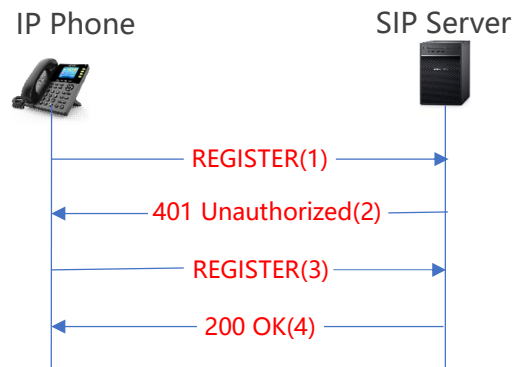 IP Phone
SIP Server
REGISTER(1)
401 Unauthorized(2)
REGISTER(3)
200 OK(4)